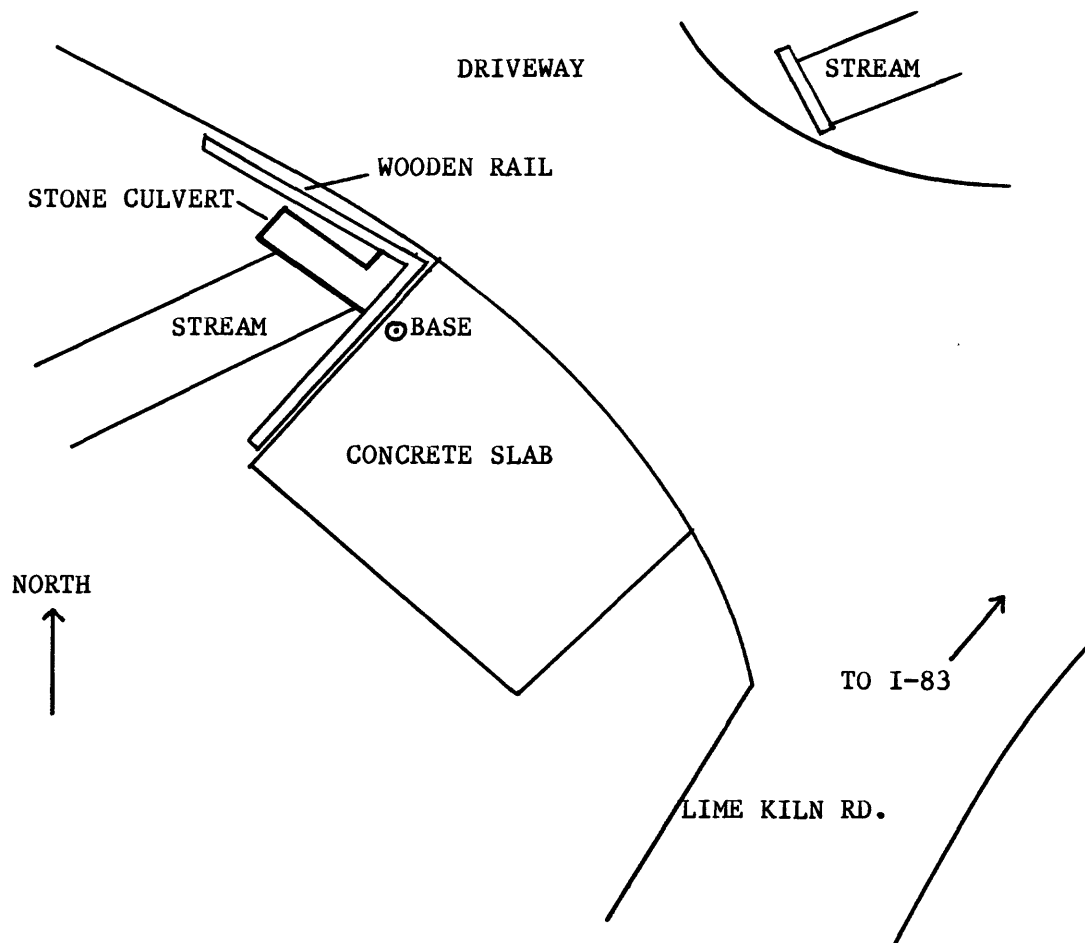 DRIVEWAY
STREAM
WOODEN RAIL
STONE CULVERT
STREAM
BASE
CONCRETE SLAB
NORTH
TO I-83
LIME KILN RD.